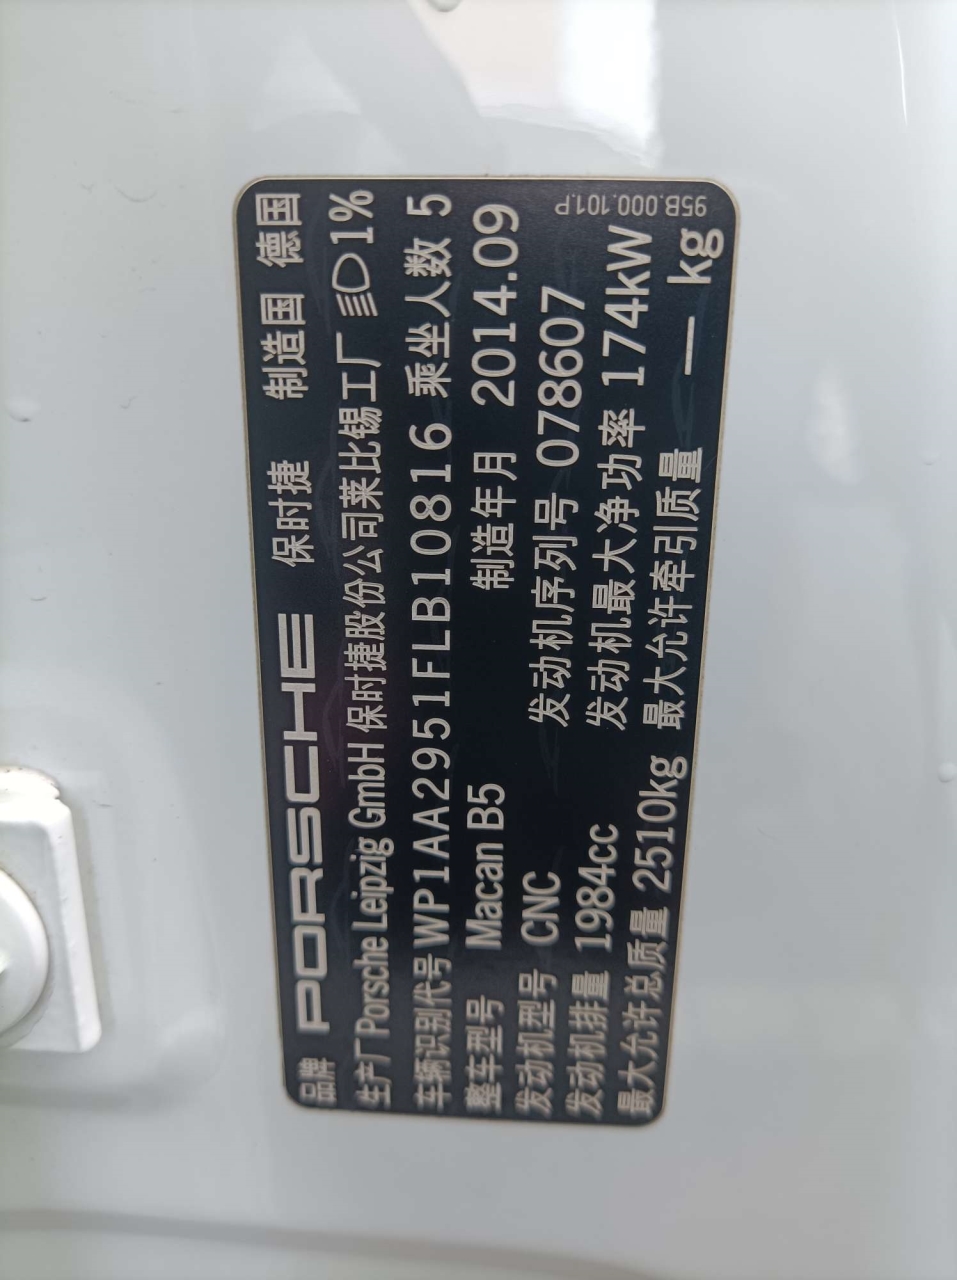 品牌 PORSCHE 保时捷 制造国 德国
生产厂 Porsche Leipzig GmbH 保时捷股份公司莱比锡工厂 1%
车辆识别代号 WP1AA2951FLB10816 乘坐人数 5
整车型号 Macan B5 制造年月 2014.09
发动机型号 CNC 发动机序列号 078607
发动机排量 1984cc 发动机最大净功率 174kW
最大允许总质量 2510kg 最大允许牵引质量 — kg
95B.000.101.P